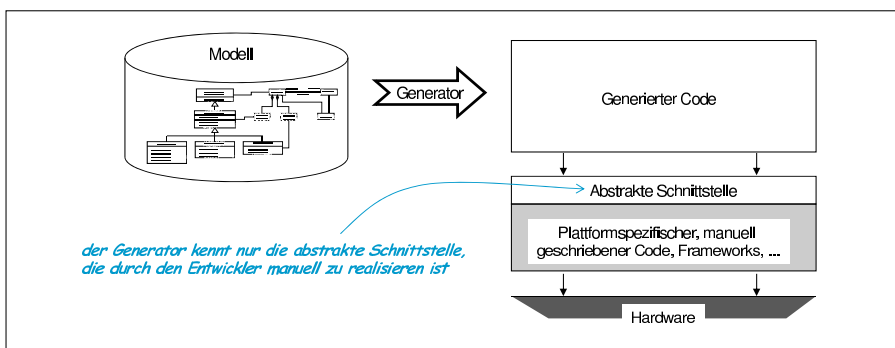 Modell
Generator
Generierter Code
Abstrakte Schnittstelle
der Generator kennt nur die abstrakte Schnittstelle,
die durch den Entwickler manuell zu realisieren ist
Plattformspezifischer, manuell
geschriebener Code, Frameworks, ...
Hardware